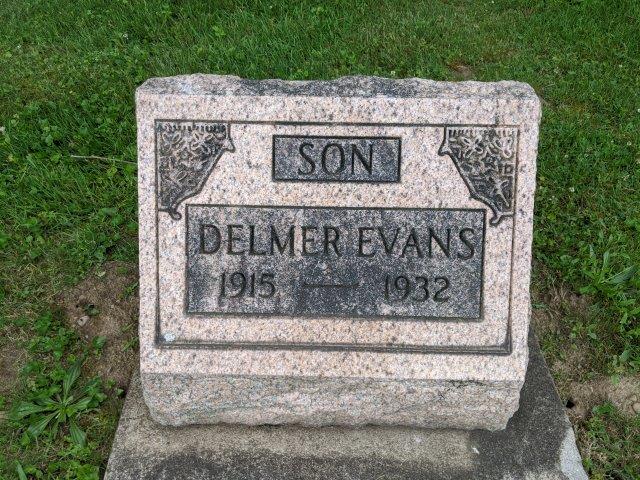 SON
DELMER EVANS
1915 — 1932